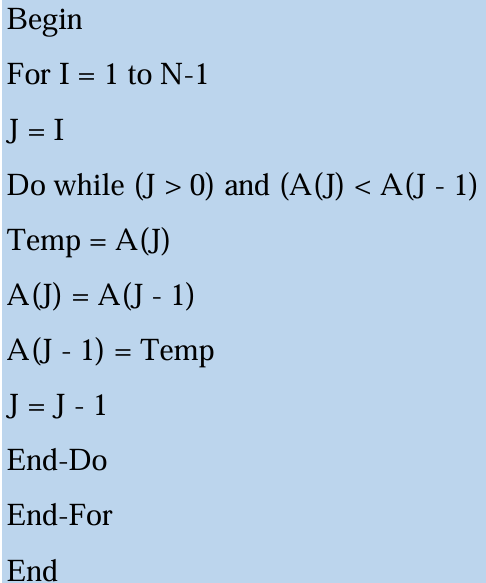 Begin
For I = 1 to N-1
J = I
Do while (J > 0) and (A(J) < A(J - 1)
Temp = A(J)
A(J) = A(J - 1)
A(J - 1) = Temp
J = J - 1
End-Do
End-For
End